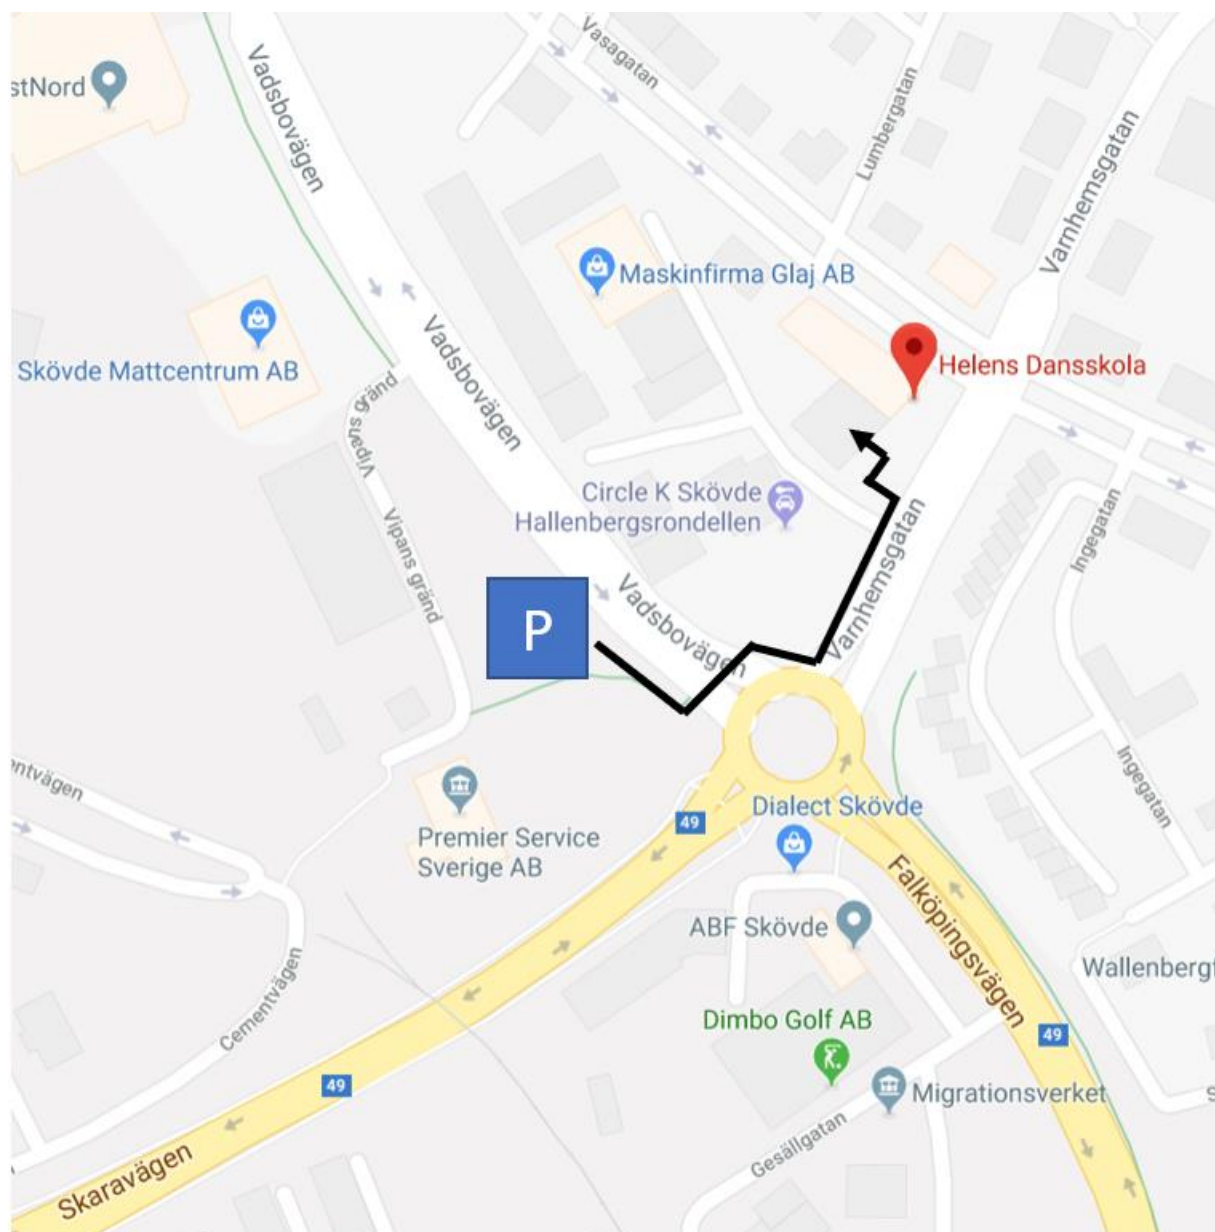 Vasagatan
stNord
Vadsbovägen
Lumbergatan
Varnhemsgatan
Maskinfirma Glaj AB
Vadsbovägen
Skövde Mattcentrum AB
Helens Dansskola
Vipans gränd
Circle K Skövde
Hallenbergsrondellen
Vipans gränd
Varnhemsgatan
Ingegatan
P
Vadsbovägen
entvägen
Ingegatan
Dialect Skövde
49
Premier Service
Sverige AB
Falköpingsvägen
ABF Skövde
Wallenbergf
Cementvägen
Dimbo Golf AB
49
49
Migrationsverket
Gesällgatan
Skaravägen